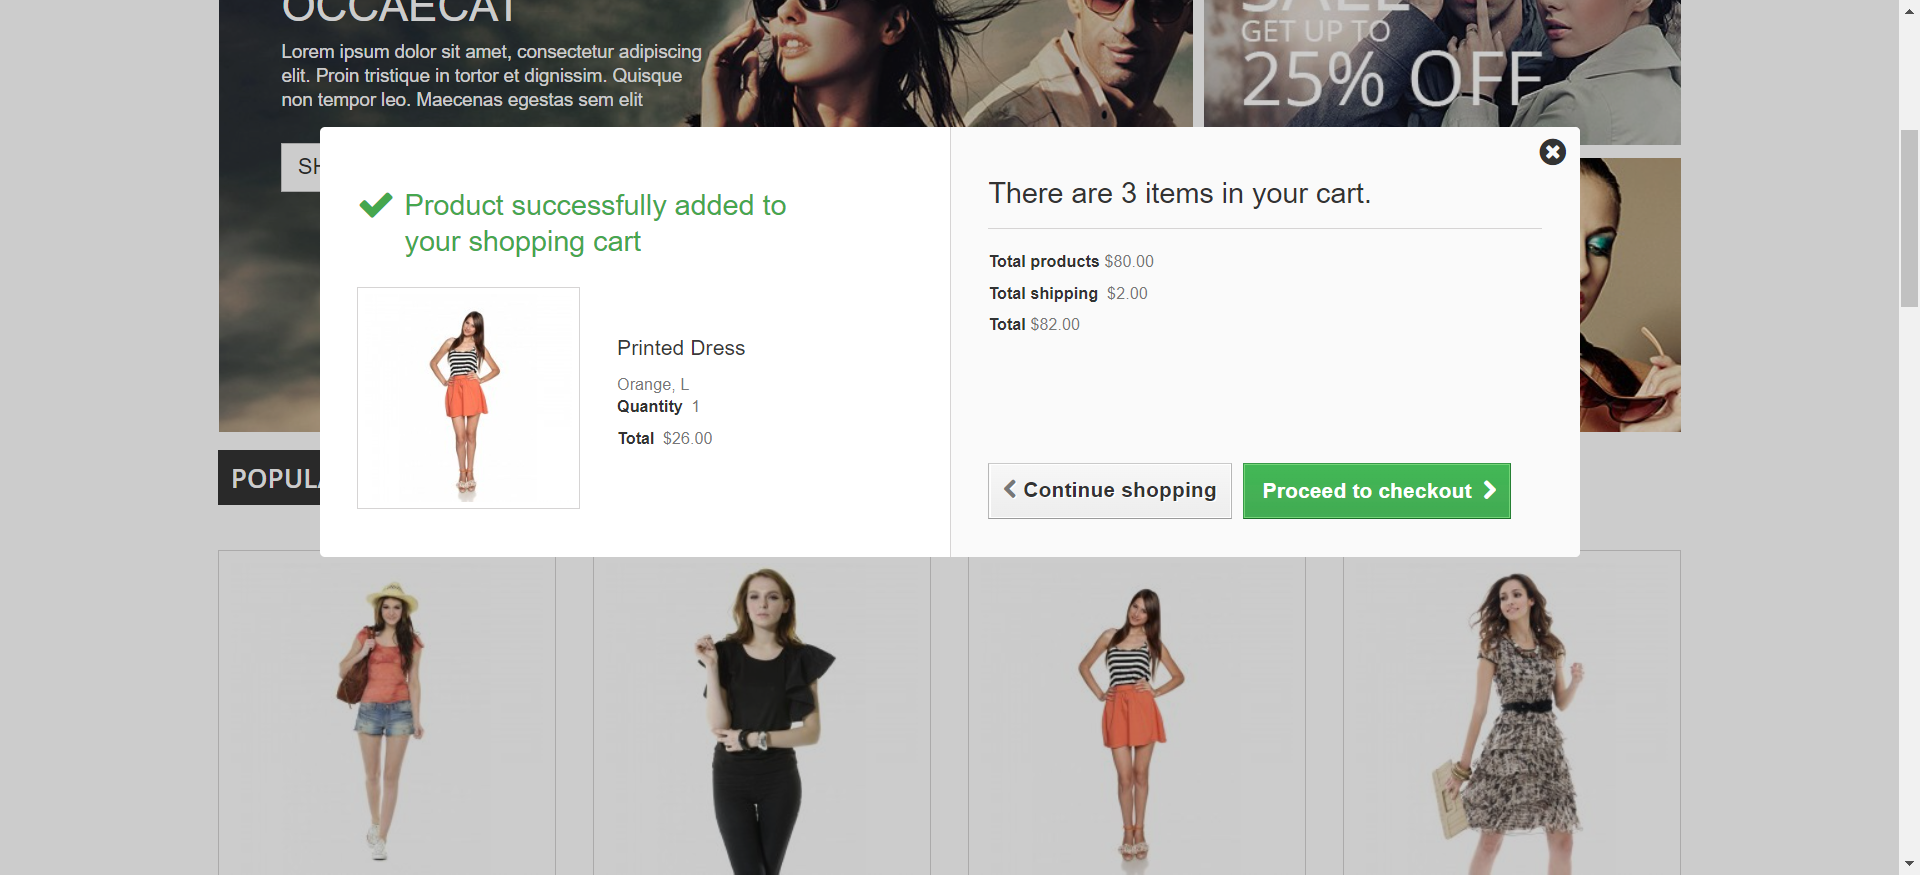 OCCAECAT
Lorem ipsum dolor sit amet, consectetur adipiscing
elit. Proin tristique in tortor et dignissim. Quisque
non tempor leo. Maecenas egestas sem elit
SH
SALE
GET UP TO
25% OFF
Product successfully added to
your shopping cart
Printed Dress
Orange, L
Quantity 1
Total $26.00
There are 3 items in your cart.
Total products $80.00
Total shipping $2.00
Total $82.00
Continue shopping
Proceed to checkout
POPULA